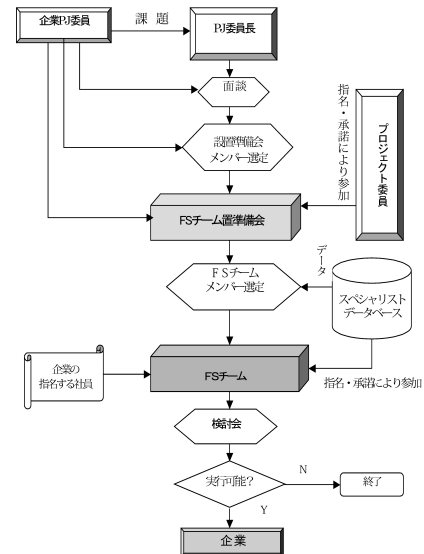 企業PJ委員
課 題
PJ委員長
面談
設置準備会
メンバー選定
指名・承諾により参加
プロジェクト委員
FSチーム置準備会
データ
ＦＳチーム
メンバー選定
スペシャリスト
データベース
企業の
指名する社員
FSチーム
指名・承諾により参加
検討会
実行可能?
N
終了
Y
企業